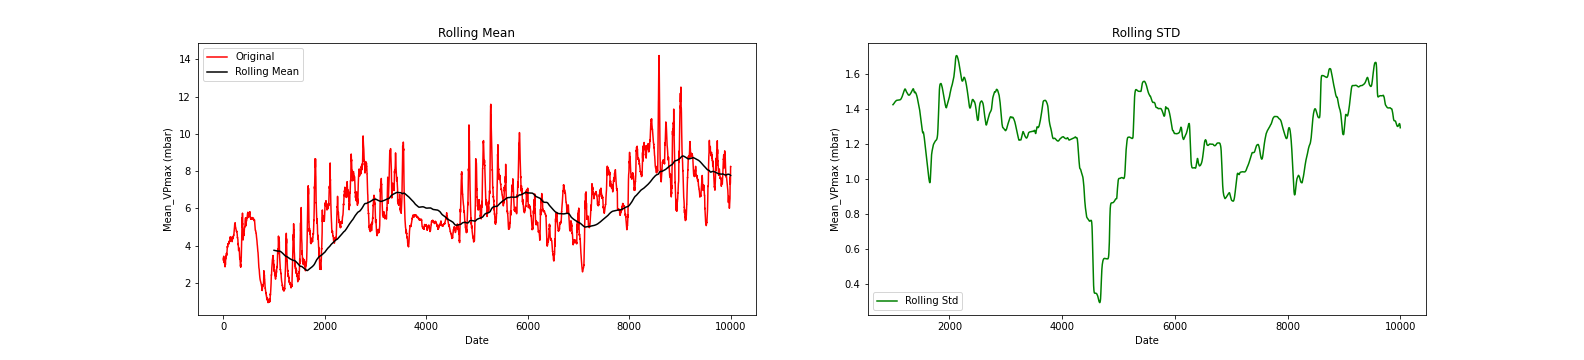 Rolling Mean
Original
Rolling Mean
14
12
10
8
6
4
2
Mean_VPmax (mbar)
0
2000
4000
6000
8000
10000
Date
Rolling STD
1.6
1.4
1.2
1.0
0.8
0.6
0.4
Mean_VPmax (mbar)
Rolling Std
2000
4000
6000
8000
10000
Date